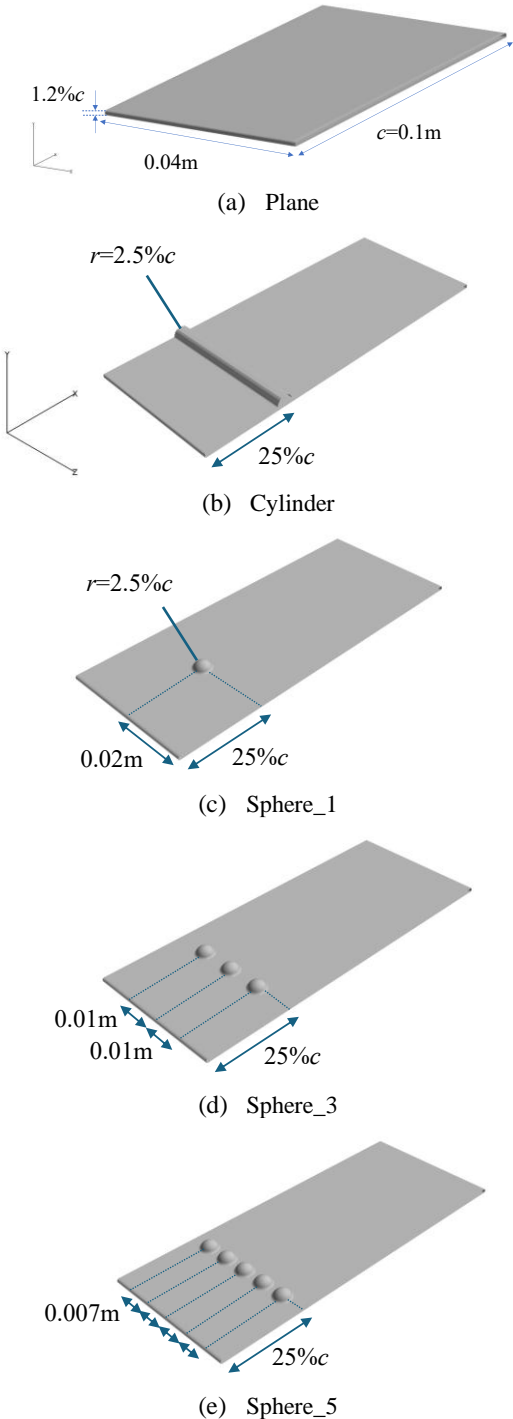 1.2%c
0.04m
c=0.1m
(a) Plane
r=2.5%c
Y
X
Z
25%c
(b) Cylinder
r=2.5%c
0.02m
25%c
(c) Sphere_1
0.01m
0.01m
25%c
(d) Sphere_3
0.007m
25%c
(e) Sphere_5